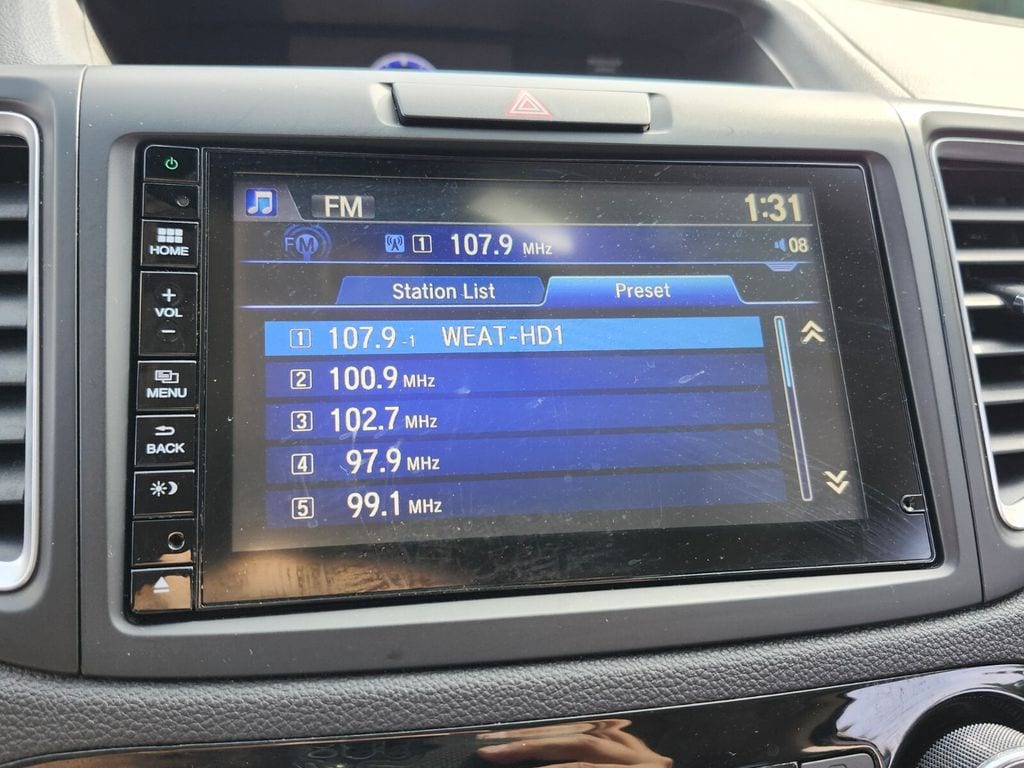 FM 1:31
FM 1 107.9 MHz 08
HOME
+
VOL
−
Station List Preset
1 107.9 -1 WEAT-HD1
2 100.9 MHz
MENU
3 102.7 MHz
BACK
4 97.9 MHz
5 99.1 MHz